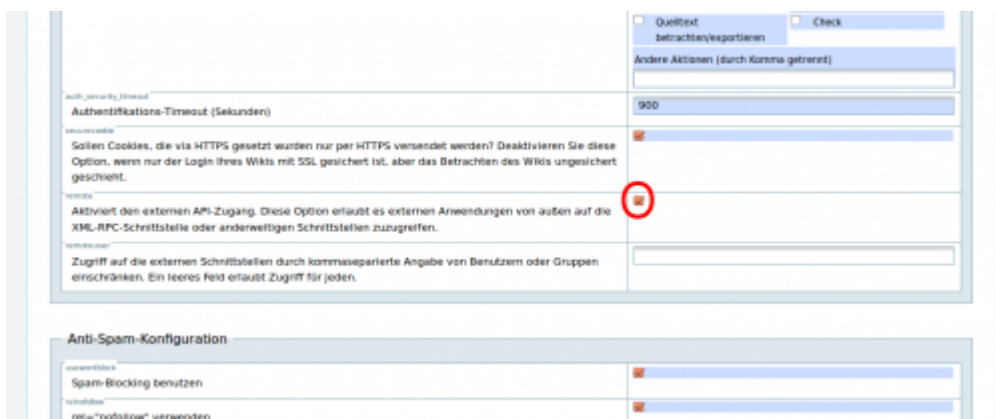 Quelltext
betrachten/exportieren
Check
Andere Aktionen (durch Komma getrennt)
auth_security_timeout
Authentifikations-Timeout (Sekunden)
900
securecookie
Sollen Cookies, die via HTTPS gesetzt wurden nur per HTTPS versendet werden? Deaktivieren Sie diese
Option, wenn nur der Login Ihres Wikis mit SSL gesichert ist, aber das Betrachten des Wikis ungesichert
geschieht.
remote
Aktiviert den externen API-Zugang. Diese Option erlaubt es externen Anwendungen von außen auf die
XML-RPC-Schnittstelle oder anderweitigen Schnittstellen zuzugreifen.
remoteuser
Zugriff auf die externen Schnittstellen durch kommaseparierte Angabe von Benutzern oder Gruppen
einschränken. Ein leeres Feld erlaubt Zugriff für jeden.
Anti-Spam-Konfiguration
usewordblock
Spam-Blocking benutzen
relnofollow
rel="nofollow" verwenden